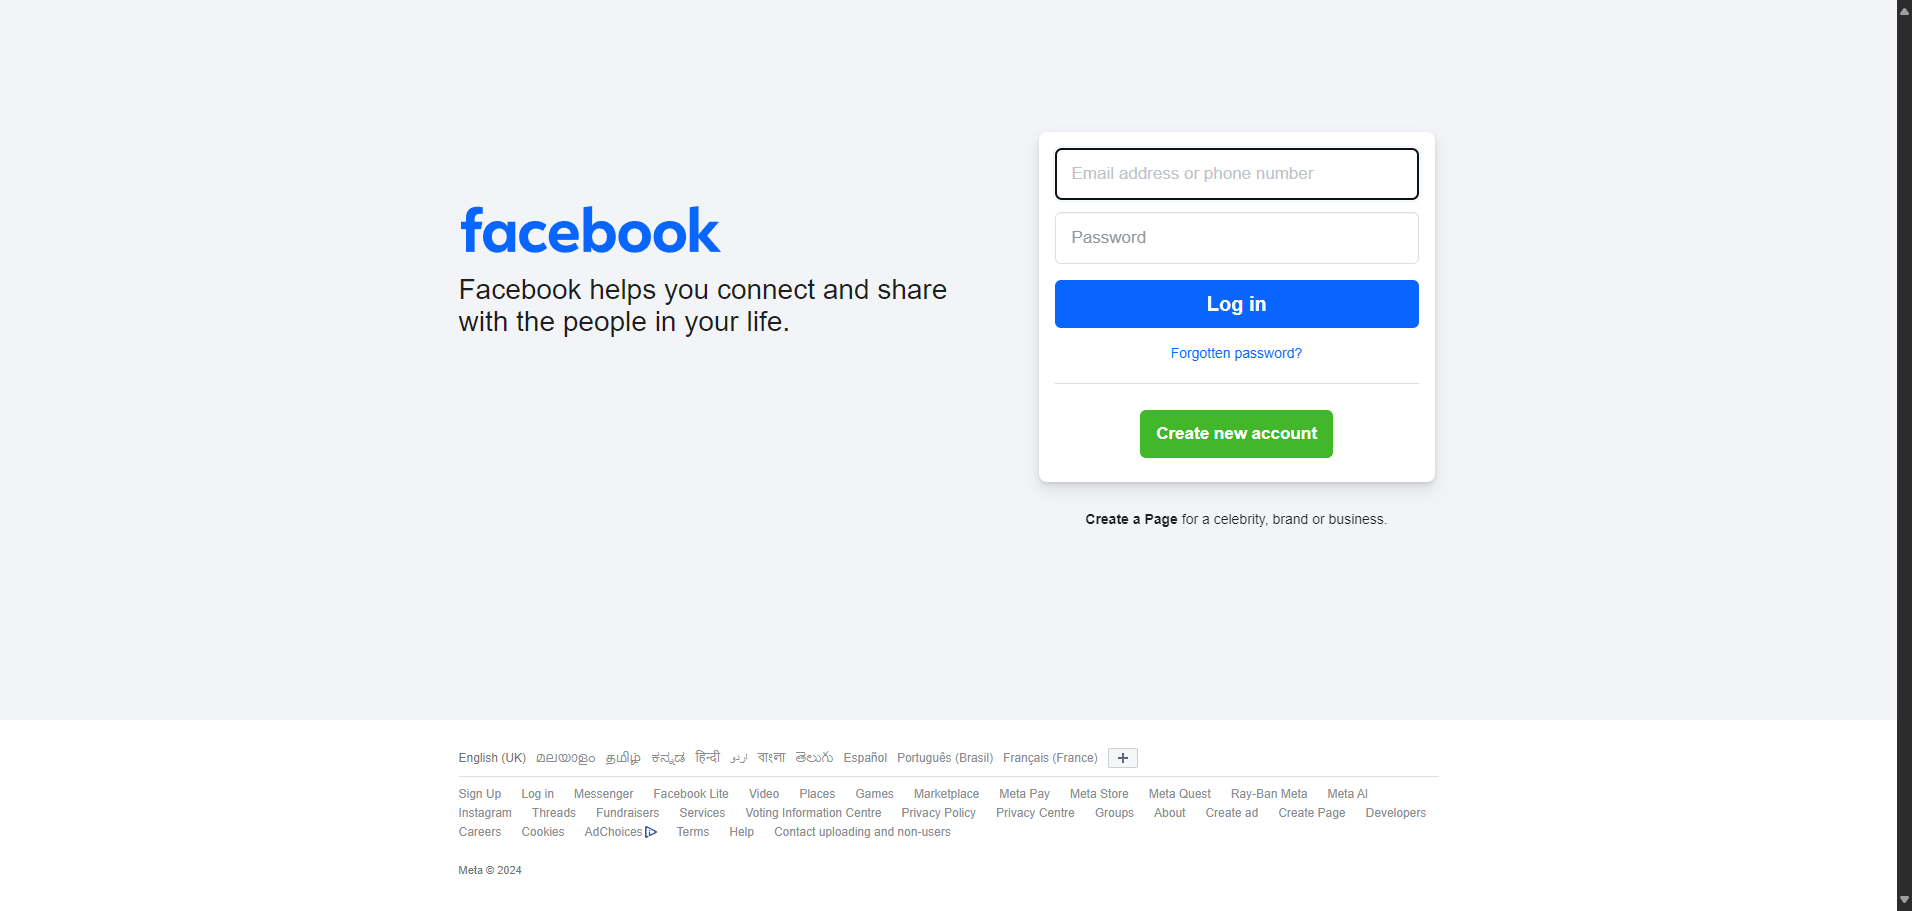 facebook
Facebook helps you connect and share
with the people in your life.
Email address or phone number
Password
Log in
Forgotten password?
Create new account
Create a Page for a celebrity, brand or business.
English (UK) മലയാളം தமிழ் ಕನ್ನಡ हिन्दी اردو বাংলা తెలుగు Español Português (Brasil) Français (France)
Sign Up Log in Messenger Facebook Lite Video Places Games Marketplace Meta Pay Meta Store Meta Quest Ray-Ban Meta Meta AI
Instagram Threads Fundraisers Services Voting Information Centre Privacy Policy Privacy Centre Groups About Create ad Create Page Developers
Careers Cookies AdChoices Terms Help Contact uploading and non-users
Meta © 2024